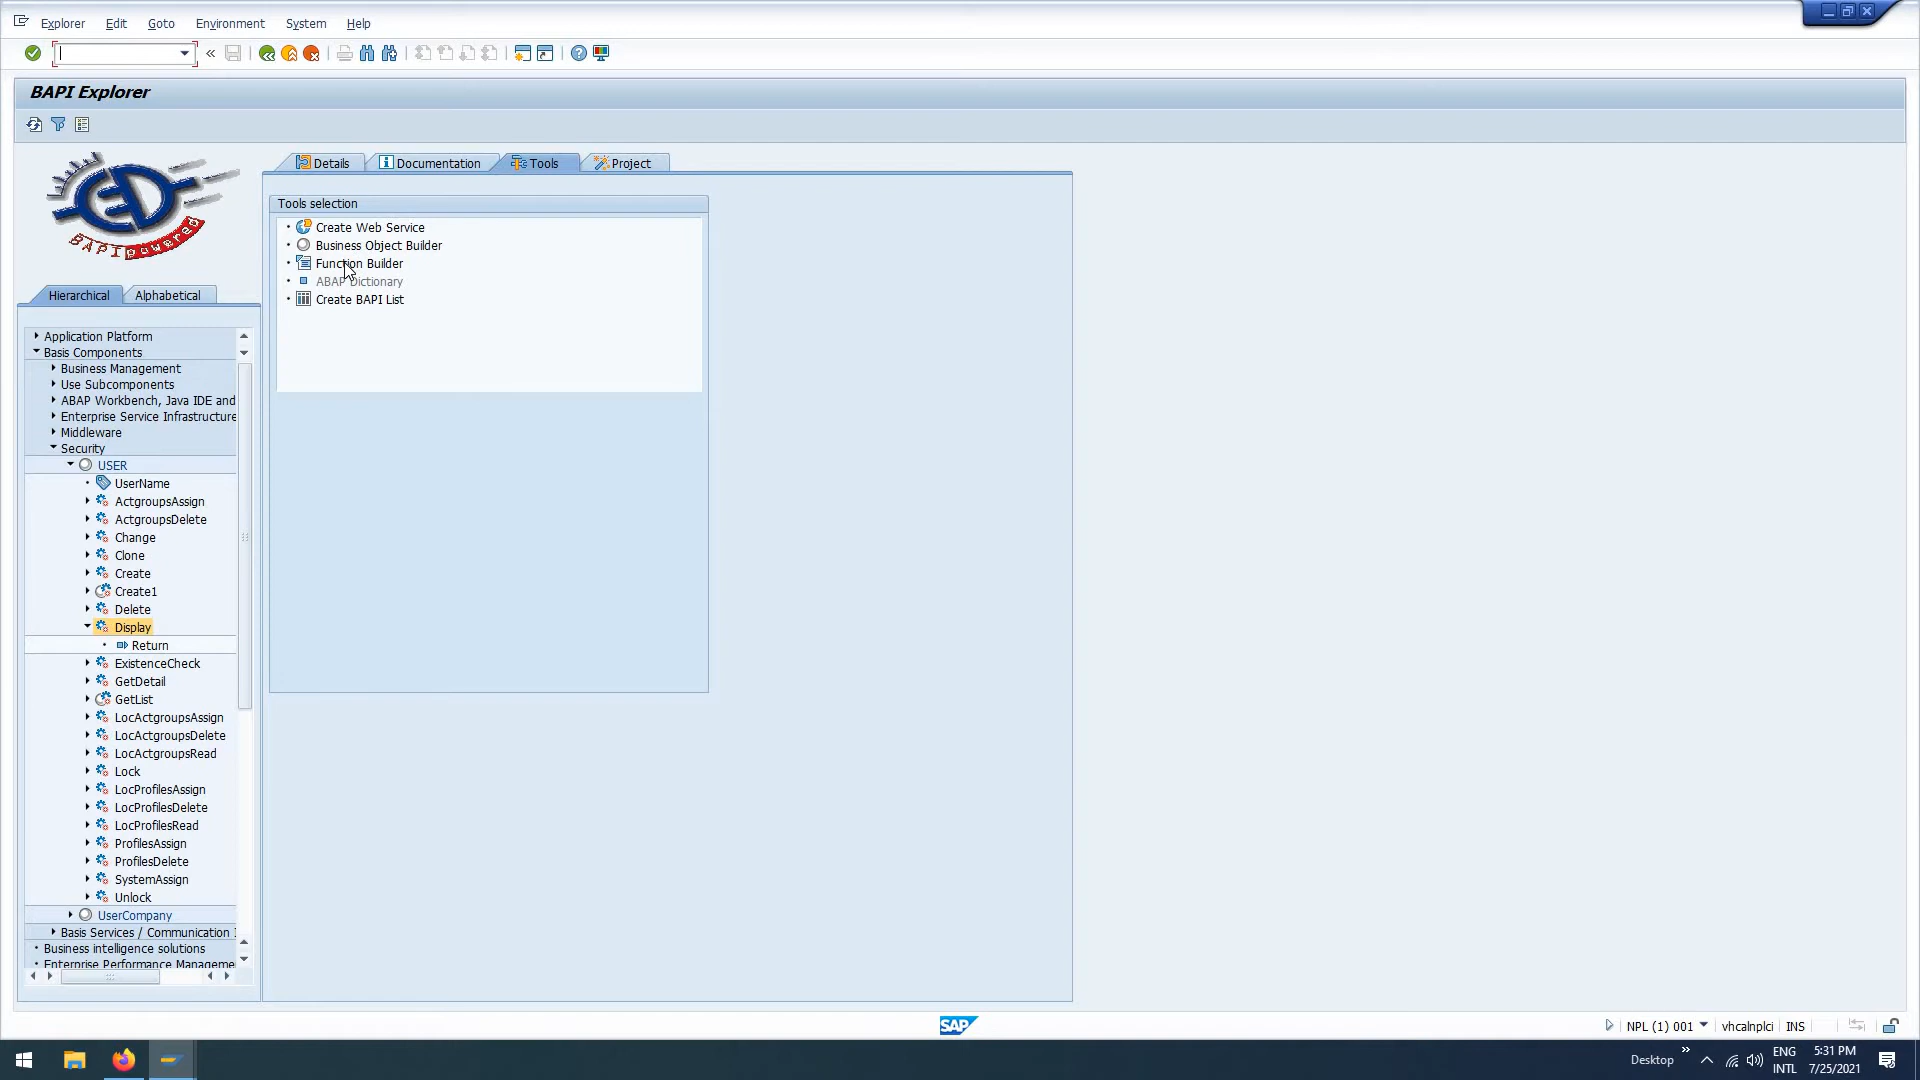 Explorer Edit Goto Environment System Help
BAPI Explorer
BAPIpowered
Details Documentation Tools Project
Tools selection
Create Web Service
Business Object Builder
Function Builder
ABAP Dictionary
Create BAPI List
Hierarchical Alphabetical
Application Platform
Basis Components
Business Management
Use Subcomponents
ABAP Workbench, Java IDE and
Enterprise Service Infrastructure
Middleware
Security
USER
UserName
ActgroupsAssign
ActgroupsDelete
Change
Clone
Create
Create1
Delete
Display
Return
ExistenceCheck
GetDetail
GetList
LocActgroupsAssign
LocActgroupsDelete
LocActgroupsRead
Lock
LocProfilesAssign
LocProfilesDelete
LocProfilesRead
ProfilesAssign
ProfilesDelete
SystemAssign
Unlock
UserCompany
Basis Services / Communication
Business intelligence solutions
Enterprise Performance Manageme
SAP
NPL (1) 001 vhcalnplci INS
Desktop
ENG
INTL
5:31 PM
7/25/2021